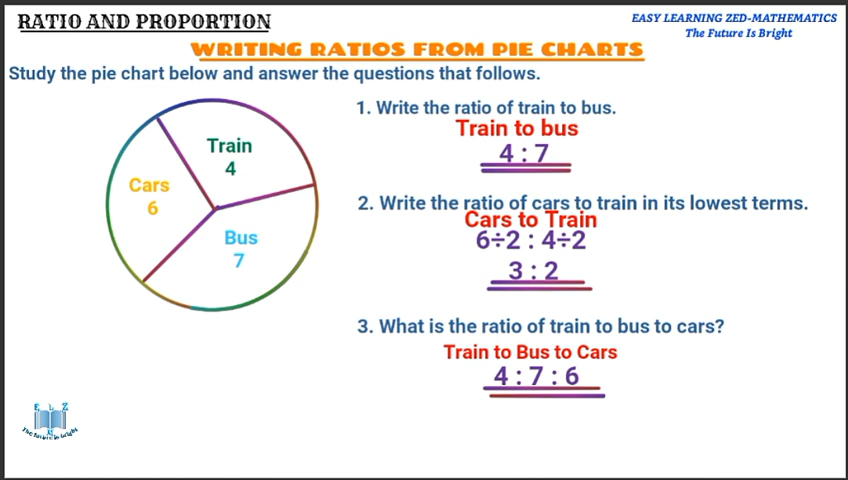 RATIO AND PROPORTION
EASY LEARNING ZED-MATHEMATICS
The Future Is Bright
WRITING RATIOS FROM PIE CHARTS
Study the pie chart below and answer the questions that follows.
Train
4
Cars
6
Bus
7
1. Write the ratio of train to bus.
Train to bus
4 : 7
2. Write the ratio of cars to train in its lowest terms.
Cars to Train
6÷2 : 4÷2
3 : 2
3. What is the ratio of train to bus to cars?
Train to Bus to Cars
4 : 7 : 6
E L Z
The future is bright